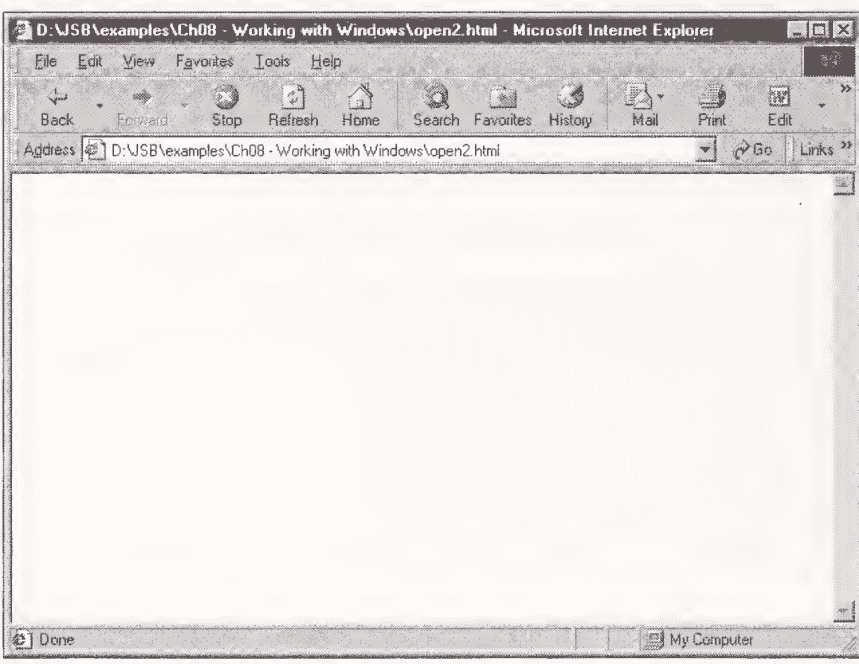 D:\JSB\examples\Ch08 - Working with Windows\open2.html - Microsoft Internet Explorer
File Edit View Favorites Tools Help
Back Forward Stop Refresh Home Search Favorites History Mail Print Edit »
Address D:\JSB\examples\Ch08 - Working with Windows\open2.html Go Links »
Done My Computer